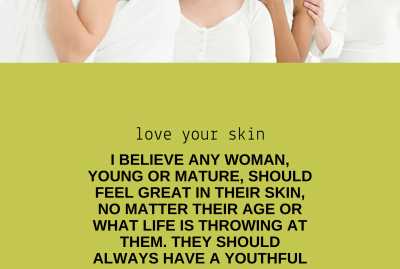 love your skin
I BELIEVE ANY WOMAN,
YOUNG OR MATURE, SHOULD
FEEL GREAT IN THEIR SKIN,
NO MATTER THEIR AGE OR
WHAT LIFE IS THROWING AT
THEM. THEY SHOULD
ALWAYS HAVE A YOUTHFUL